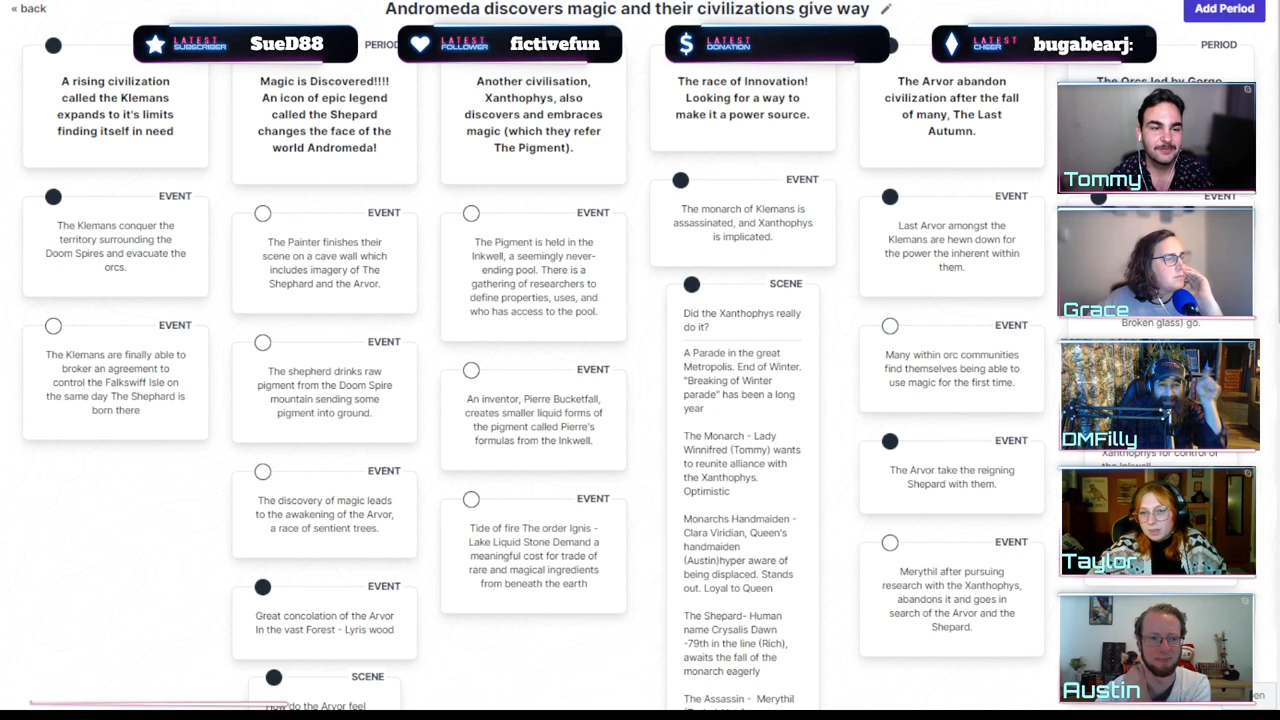 « back
Andromeda discovers magic and their civilizations give way
Add Period
LATEST
SUBSCRIBER
SueD88
LATEST
FOLLOWER
fictivefun
LATEST
DONATION
LATEST
CHEER
bugabearj:
A rising civilization
called the Klemans
expands to it's limits
finding itself in need
EVENT
The Klemans conquer the
territory surrounding the
Doom Spires and evacuate the
orcs.
EVENT
The Klemans are finally able to
broker an agreement to
control the Falkswiff Isle on
the same day The Shepard is
born there
PERIOD
Magic is Discovered!!!!
An icon of epic legend
called the Shepard
changes the face of the
world Andromeda!
EVENT
The Painter finishes their
scene on a cave wall which
includes imagery of The
Shephard and the Arvor.
EVENT
The shepherd drinks raw
pigment from the Doom Spire
mountain sending some
pigment into ground.
EVENT
The discovery of magic leads
to the awakening of the Arvor,
a race of sentient trees.
EVENT
Great concolation of the Arvor
In the vast Forest - Lyris wood
SCENE
How do the Arvor feel
Another civilisation,
Xanthophys, also
discovers and embraces
magic (which they refer
The Pigment).
EVENT
The Pigment is held in the
Inkwell, a seemingly never-
ending pool. There is a
gathering of researchers to
define properties, uses, and
who has access to the pool.
EVENT
An inventor, Pierre Bucketfall,
creates smaller liquid forms of
the pigment called Pierre's
formulas from the Inkwell.
EVENT
Tide of fire The order Ignis -
Lake Liquid Stone Demand a
meaningful cost for trade of
rare and magical ingredients
from beneath the earth
The race of Innovation!
Looking for a way to
make it a power source.
EVENT
The monarch of Klemans is
assassinated, and Xanthophys
is implicated.
SCENE
Did the Xanthophys really
do it?
A Parade in the great
Metropolis. End of Winter.
"Breaking of Winter
parade" has been a long
year
The Monarch - Lady
Winnifred (Tommy) wants
to reunite alliance with
the Xanthophys.
Optimistic
Monarchs Handmaiden -
Clara Viridian, Queen's
handmaiden
(Austin)hyper aware of
being displaced. Stands
out. Loyal to Queen
The Shepard- Human
name Crysalis Dawn
-79th in the line (Rich),
awaits the fall of the
monarch eagerly
The Assassin - Merythil
The Arvor abandon
civilization after the fall
of many, The Last
Autumn.
EVENT
Last Arvor amongst the
Klemans are hewn down for
the power the inherent within
them.
EVENT
Many within orc communities
find themselves being able to
use magic for the first time.
EVENT
The Arvor take the reigning
Shepard with them.
EVENT
Merythil after pursuing
research with the Xanthophys,
abandons it and goes in
search of the Arvor and the
Shepard.
PERIOD
The Orcs led by Gorgo
EVENT
Broken glass) go.
Xanthophys for control of
Tommy
Grace
DMFilly
Taylor
Austin